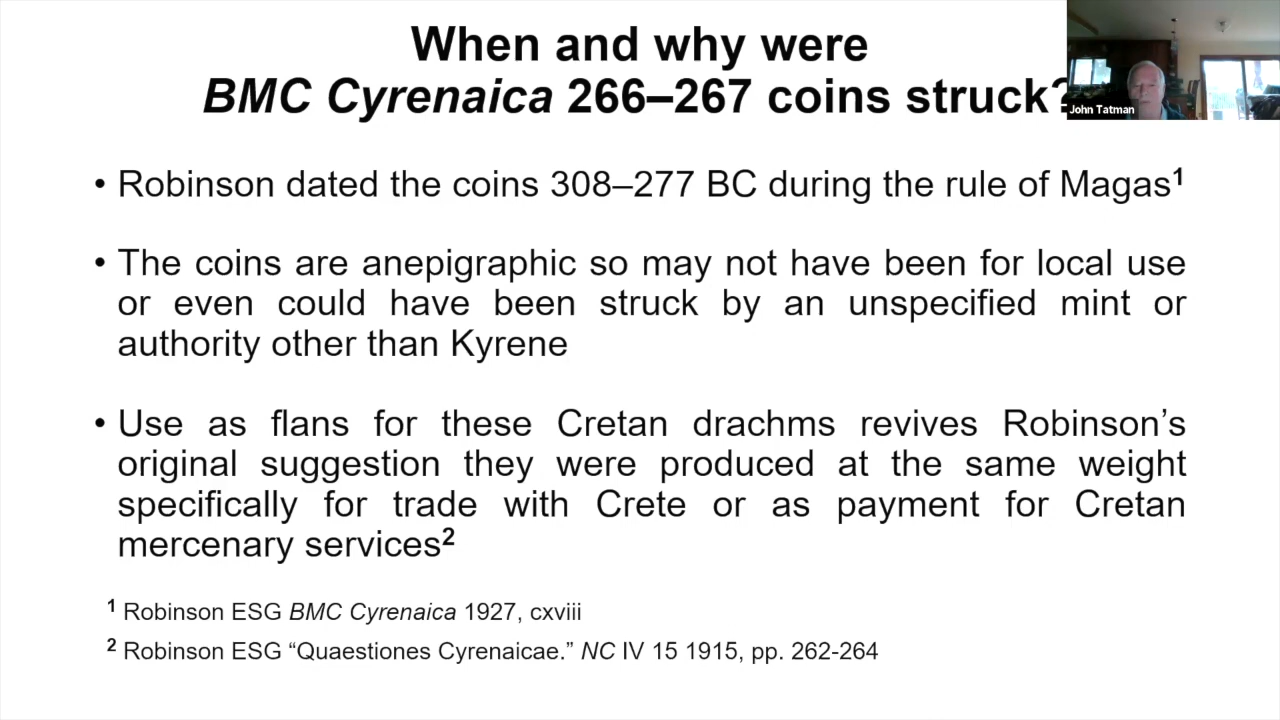 When and why were
BMC Cyrenaica 266–267 coins struck?
John Tatman
• Robinson dated the coins 308–277 BC during the rule of Magas¹
• The coins are anepigraphic so may not have been for local use
or even could have been struck by an unspecified mint or
authority other than Kyrene
• Use as flans for these Cretan drachms revives Robinson’s
original suggestion they were produced at the same weight
specifically for trade with Crete or as payment for Cretan
mercenary services²
¹ Robinson ESG BMC Cyrenaica 1927, cxviii
² Robinson ESG “Quaestiones Cyrenaicae.” NC IV 15 1915, pp. 262-264